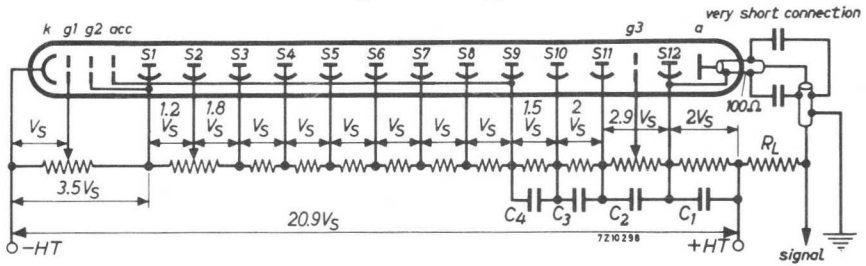 very short connection
k g1 g2 acc S1 S2 S3 S4 S5 S6 S7 S8 S9 S10 S11 g3 S12 a
100Ω
1.2 1.8 1.5 2
VS VS VS VS VS VS VS VS VS VS VS 2.9 VS 2VS
RL
3.5VS
C4 C3 C2 C1
20.9VS
7Z10298
-HT +HT signal